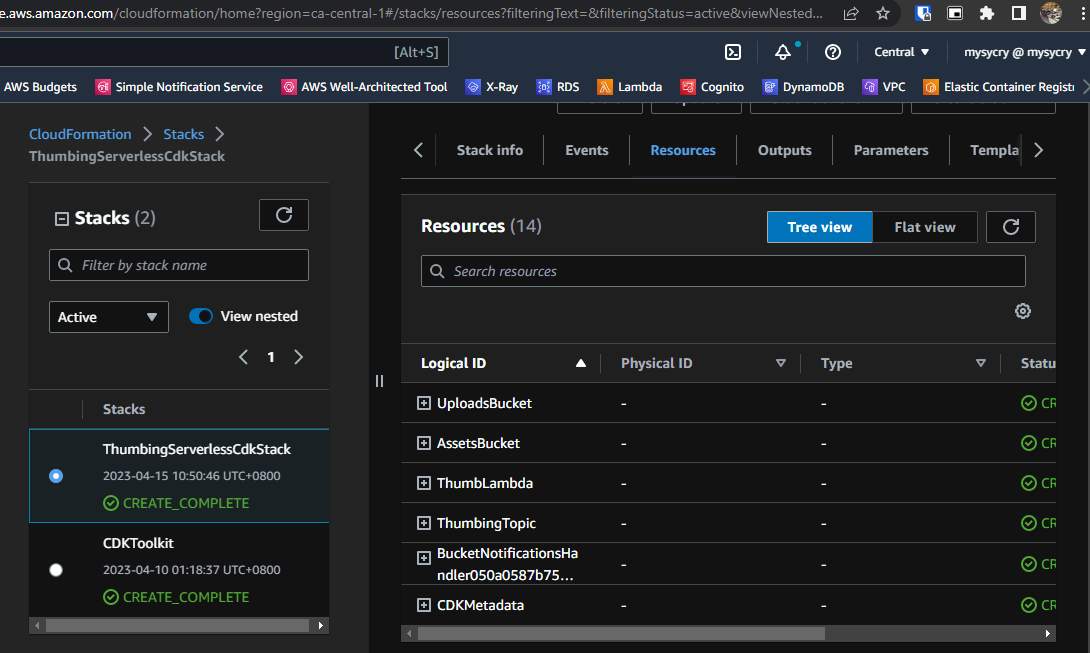 e.aws.amazon.com/cloudformation/home?region=ca-central-1#/stacks/resources?filteringText=&filteringStatus=active&viewNested...
[Alt+S]
Central
mysycry @ mysycry
AWS Budgets
Simple Notification Service
AWS Well-Architected Tool
X-Ray
RDS
Lambda
Cognito
DynamoDB
VPC
Elastic Container Registr
CloudFormation
Stacks
ThumbingServerlessCdkStack
Stacks (2)
Filter by stack name
Active
View nested
1
Stacks
ThumbingServerlessCdkStack
2023-04-15 10:50:46 UTC+0800
CREATE_COMPLETE
CDKToolkit
2023-04-10 01:18:37 UTC+0800
CREATE_COMPLETE
Stack info
Events
Resources
Outputs
Parameters
Templa
Resources (14)
Tree view
Flat view
Search resources
Logical ID
Physical ID
Type
Statu
UploadsBucket - - CR
AssetsBucket - - CR
ThumbLambda - - CR
ThumbingTopic - - CR
BucketNotificationsHa
ndler050a0587b75... - - CR
CDKMetadata - - CR